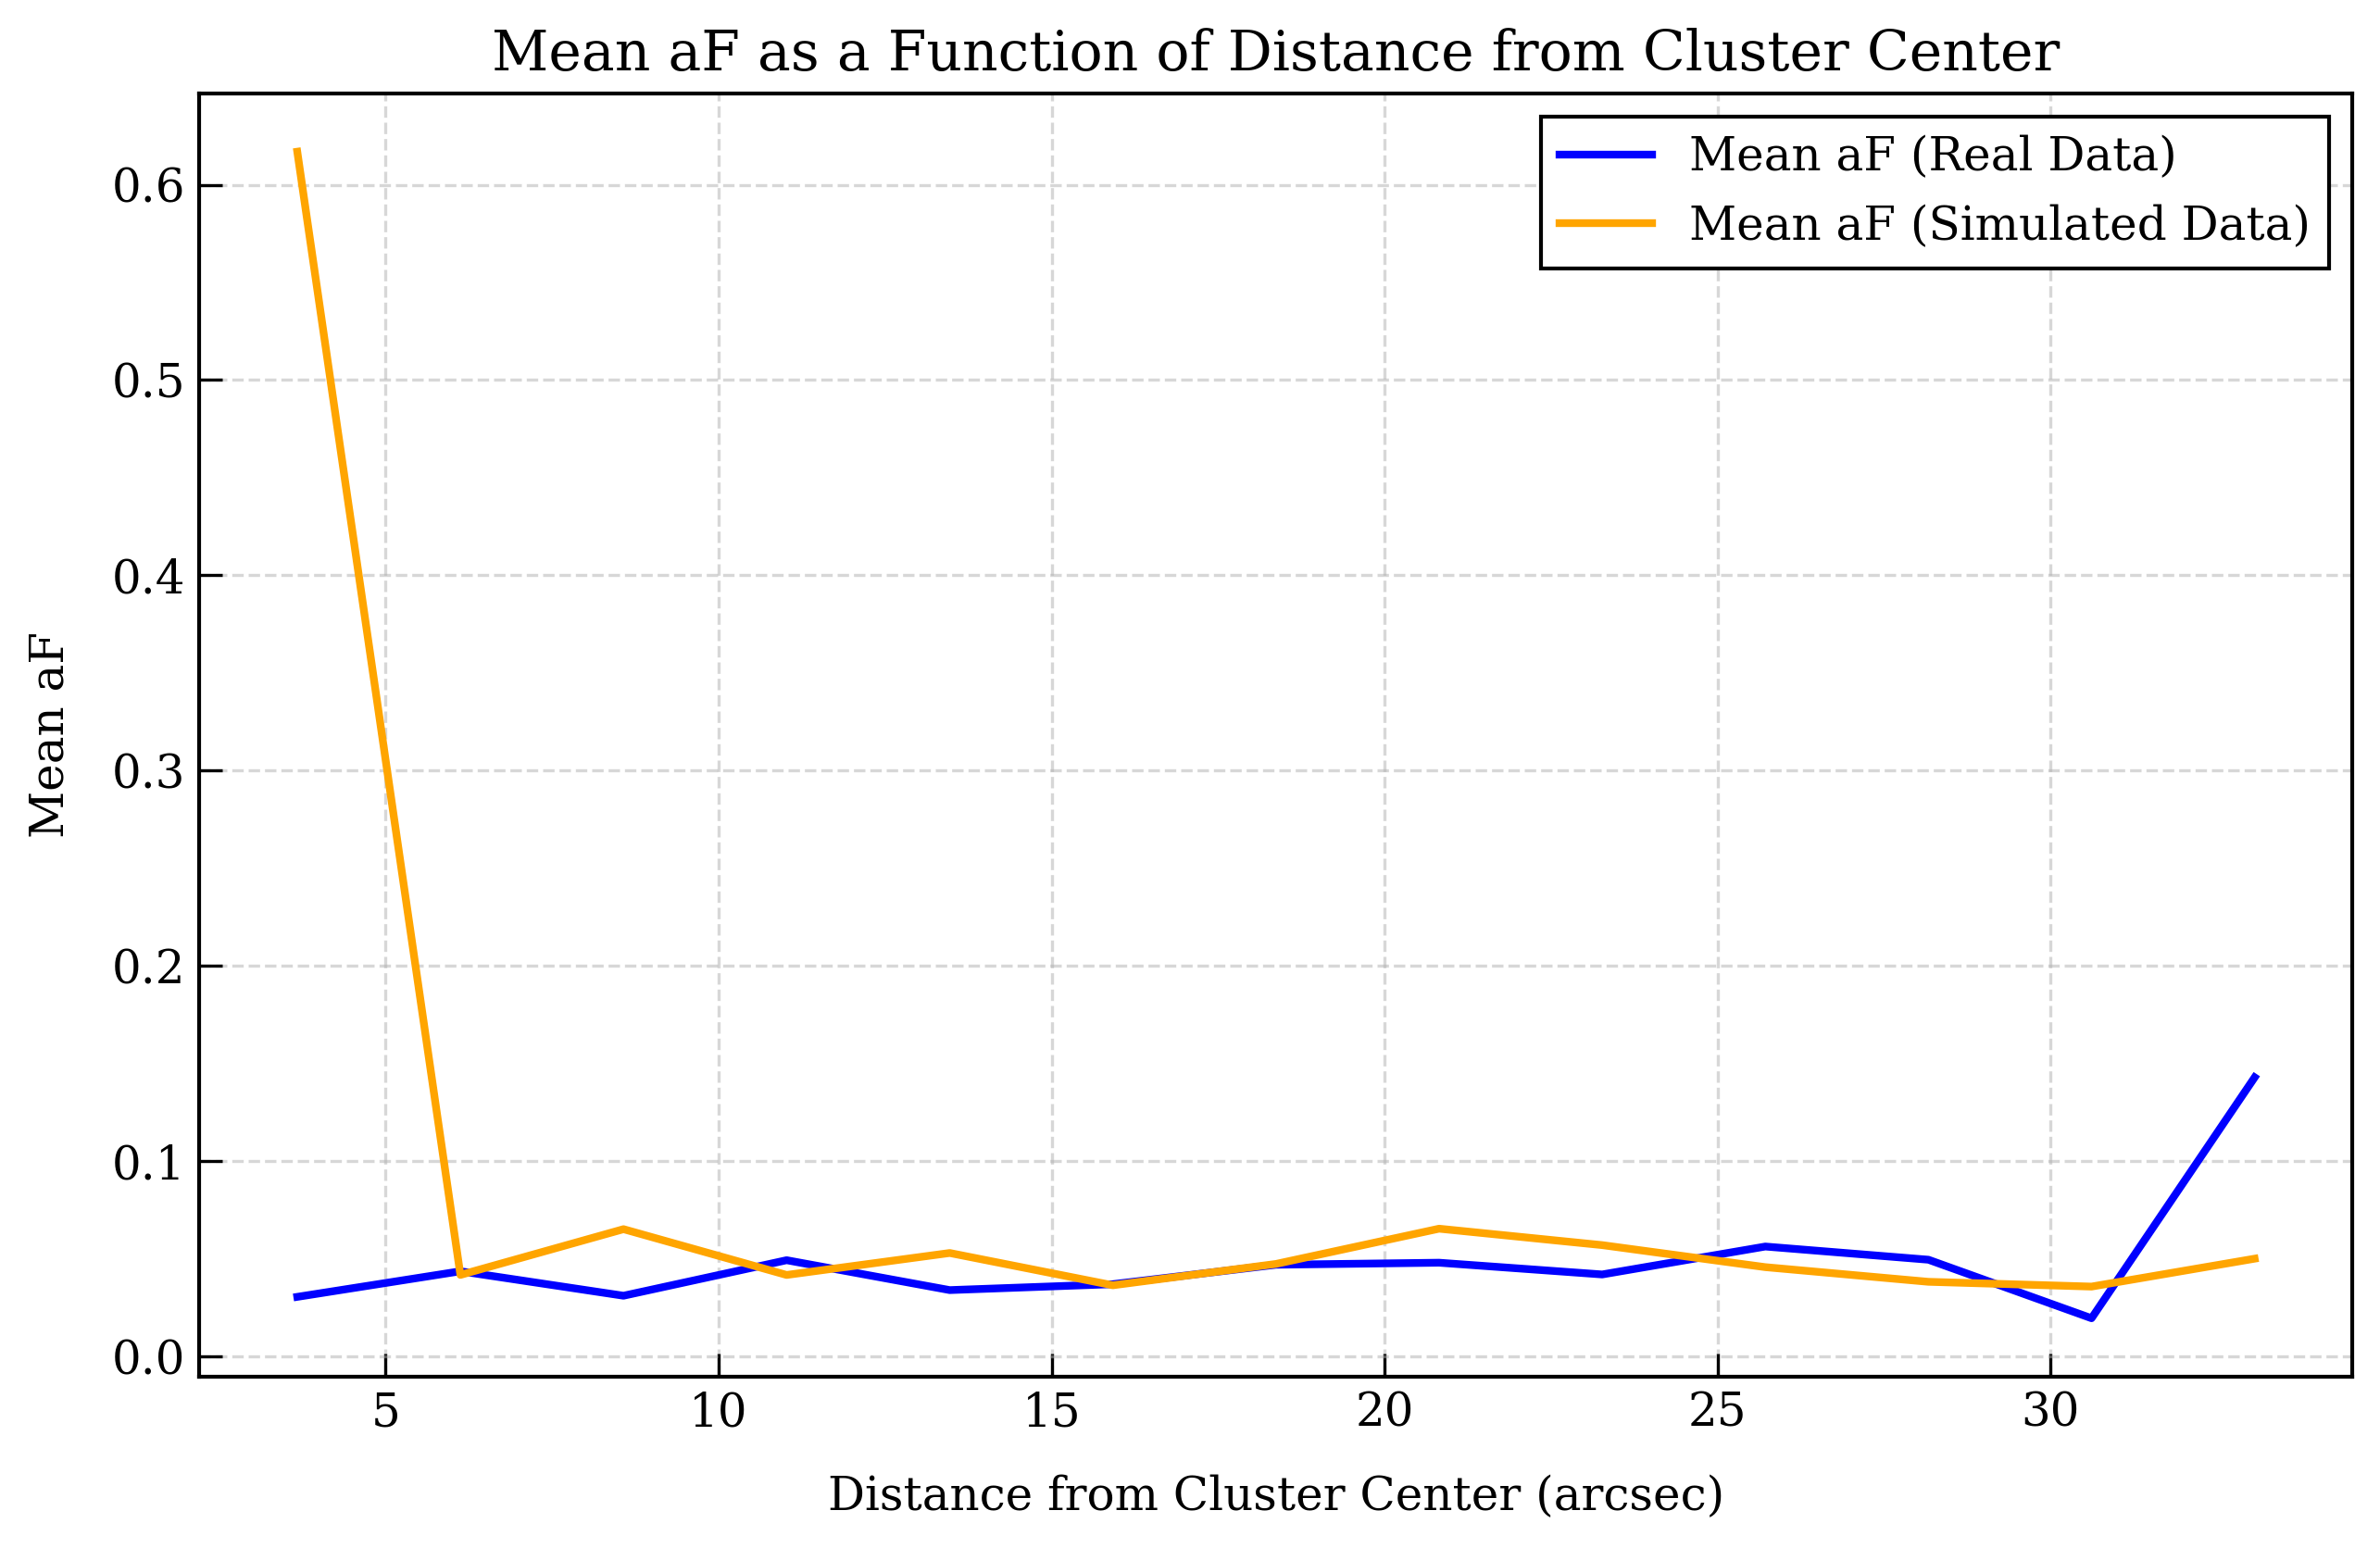 Mean aF as a Function of Distance from Cluster Center
Mean aF (Real Data)
Mean aF (Simulated Data)
Mean aF
0.6
0.5
0.4
0.3
0.2
0.1
0.0
5 10 15 20 25 30
Distance from Cluster Center (arcsec)